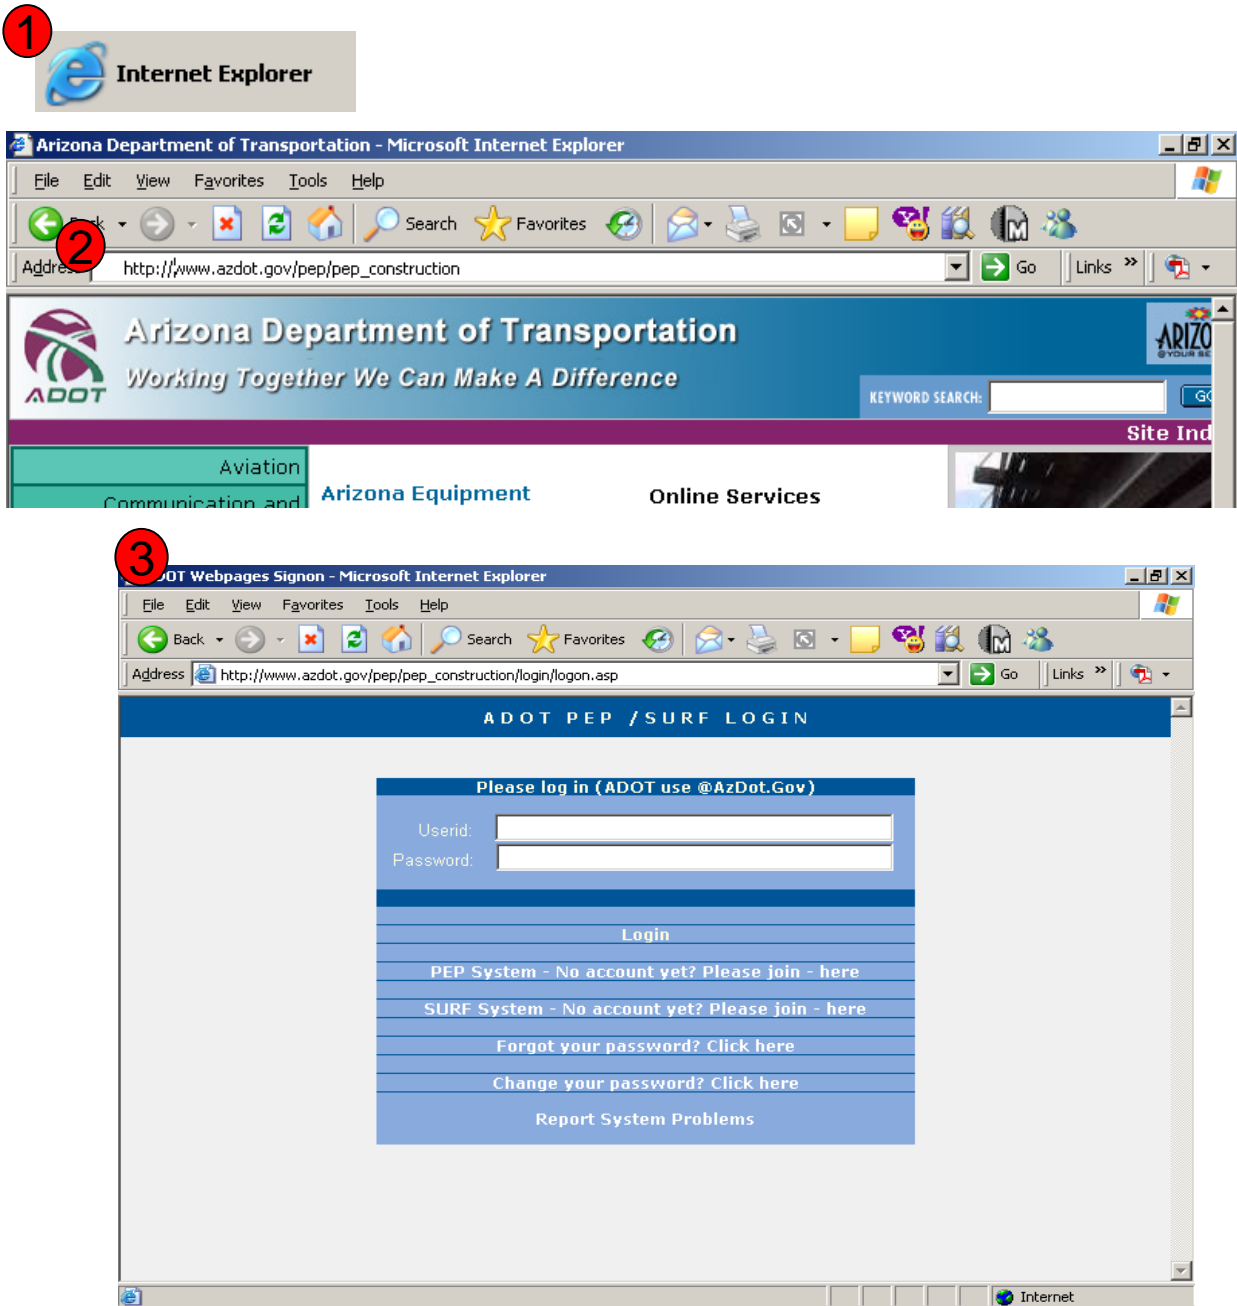 1
Internet Explorer
Arizona Department of Transportation - Microsoft Internet Explorer
File Edit View Favorites Tools Help
Search Favorites
2
http://www.azdot.gov/pep/pep_construction Go Links »
Arizona Department of Transportation
Working Together We Can Make A Difference
ADOT
KEYWORD SEARCH:
Site Ind
Aviation
Communication and
Arizona Equipment
Online Services
3
Webpages Signon - Microsoft Internet Explorer
File Edit View Favorites Tools Help
Back Search Favorites
Address http://www.azdot.gov/pep/pep_construction/login/logon.asp Go Links »
ADOT PEP /SURF LOGIN
Please log in (ADOT use @AzDot.Gov)
Userid:
Password:
Login
PEP System - No account yet? Please join - here
SURF System - No account yet? Please join - here
Forgot your password? Click here
Change your password? Click here
Report System Problems
Internet